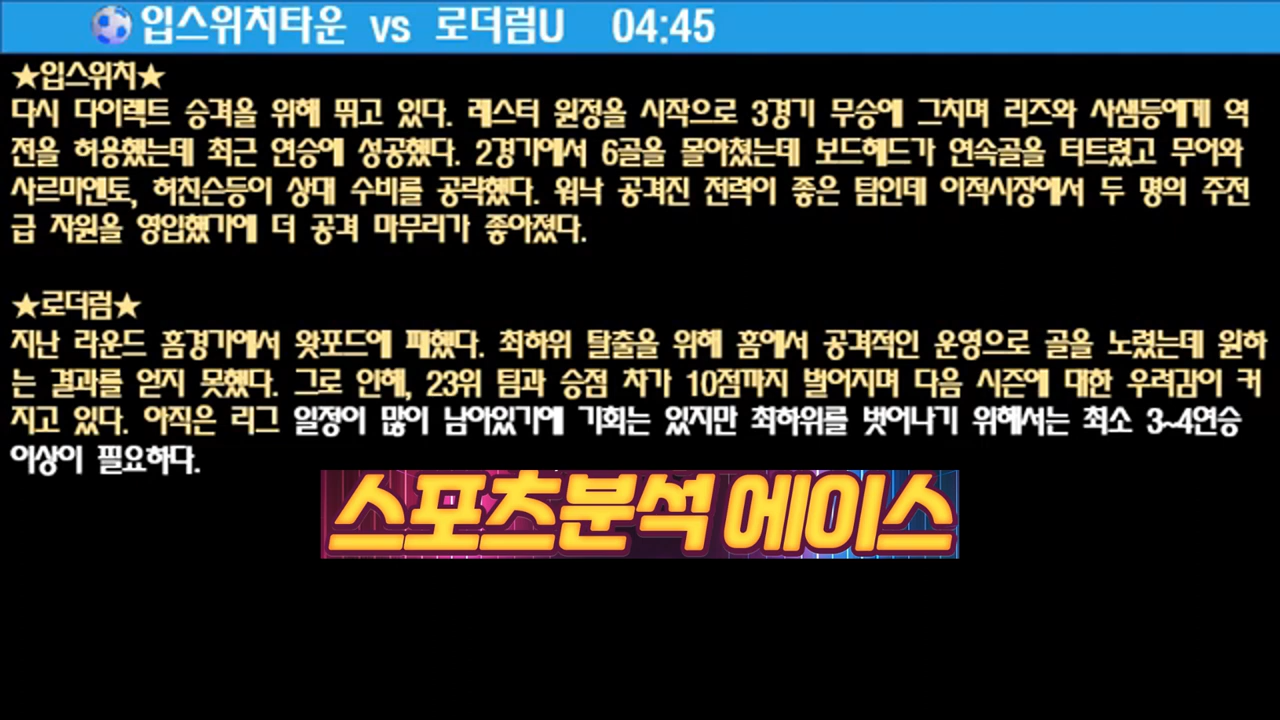 입스위치타운 vs 로더럼U 04:45
★입스위치★
다시 다이렉트 승격을 위해 뛰고 있다. 레스터 원정을 시작으로 3경기 무승에 그치며 리즈와 사샘등에게 역
전을 허용했는데 최근 연승에 성공했다. 2경기에서 6골을 몰아쳤는데 보드헤드가 연속골을 터트렸고 무어와
사르미엔토, 허친슨등이 상대 수비를 공략했다. 워낙 공격진 전력이 좋은 팀인데 이적시장에서 두 명의 주전
급 자원을 영입했기에 더 공격 마무리가 좋아졌다.
★로더럼★
지난 라운드 홈경기에서 왓포드에 패했다. 최하위 탈출을 위해 홈에서 공격적인 운영으로 골을 노렸는데 원하
는 결과를 얻지 못했다. 그로 인해, 23위 팀과 승점 차가 10점까지 벌어지며 다음 시즌에 대한 우려감이 커
지고 있다. 아직은 리그 일정이 많이 남아있기에 기회는 있지만 최하위를 벗어나기 위해서는 최소 3~4연승
이상이 필요하다.
스포츠분석 에이스